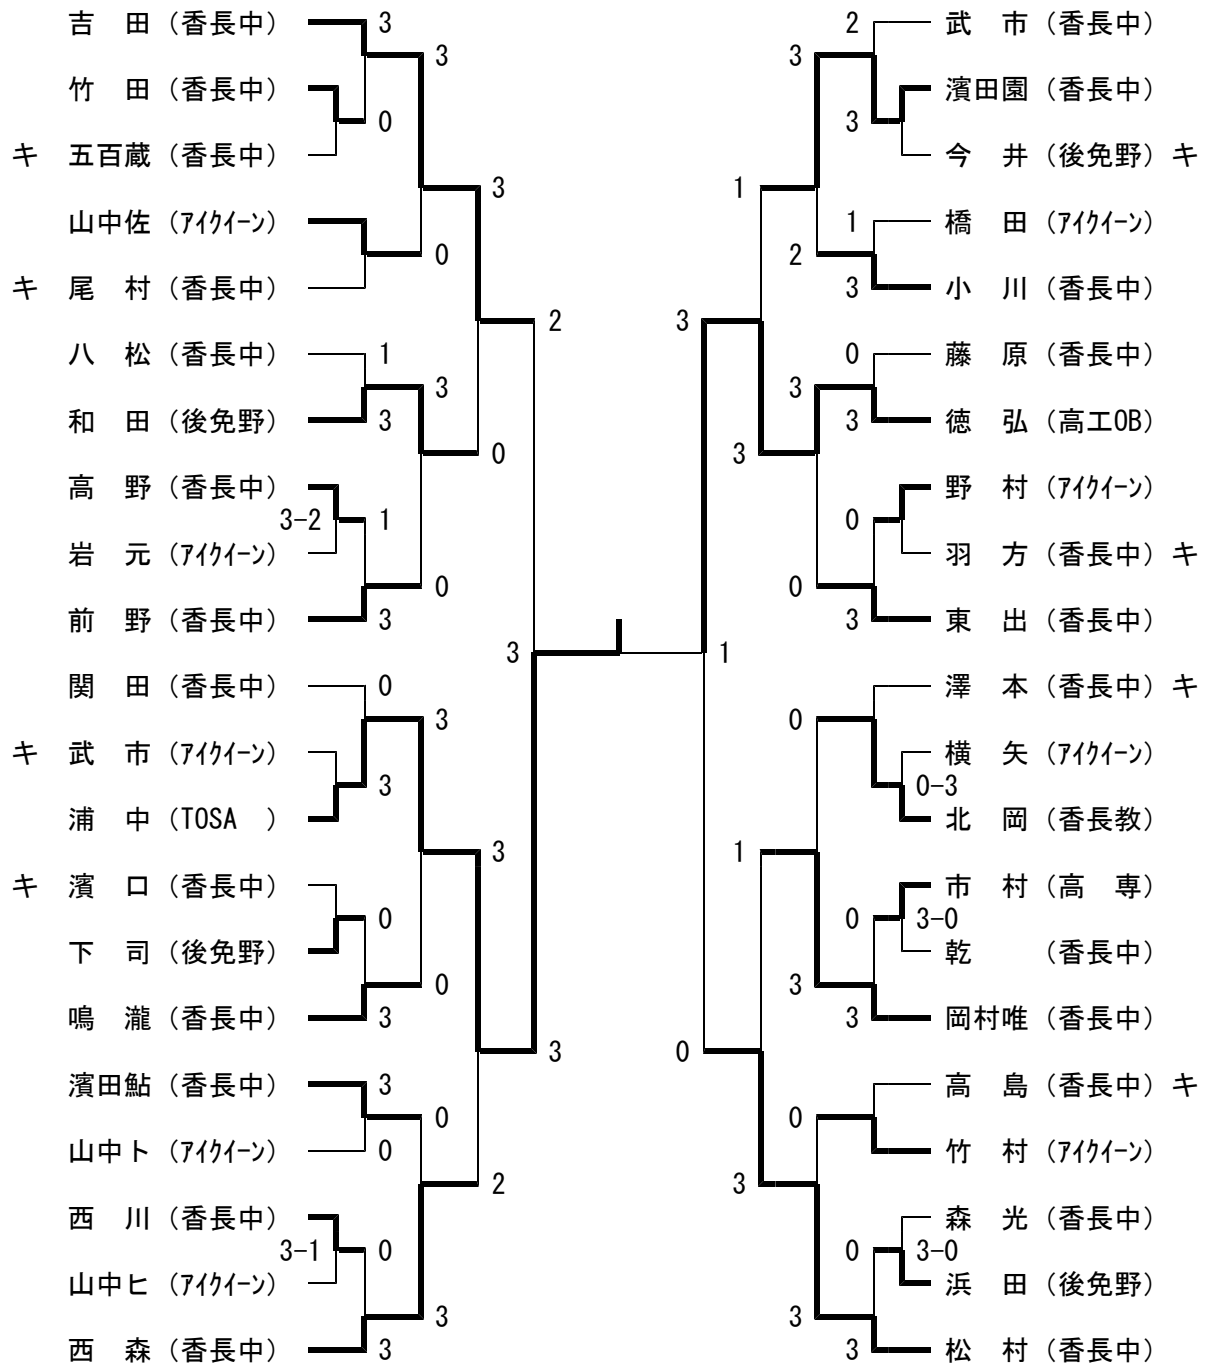 吉　田（香長中） 3 2 武　市（香長中）
3 3
竹　田（香長中） 濱田園（香長中）
0 3
キ 五百蔵（香長中） 今　井（後免野）キ
3 1
山中佐（ｱｲｸｲｰﾝ） 1 橋　田（ｱｲｸｲｰﾝ）
0 2
キ 尾　村（香長中） 3 小　川（香長中）
2 3
八　松（香長中） 1 0 藤　原（香長中）
3 3
和　田（後免野） 3 3 徳　弘（高工OB）
0 3
高　野（香長中） 野　村（ｱｲｸｲｰﾝ）
3-2 1 0
岩　元（ｱｲｸｲｰﾝ） 羽　方（香長中）キ
0 0
前　野（香長中） 3 3 東　出（香長中）
3 1
関　田（香長中） 0 澤　本（香長中）キ
3 0
キ 武　市（ｱｲｸｲｰﾝ） 横　矢（ｱｲｸｲｰﾝ）
3 0-3
浦　中（TOSA　） 北　岡（香長教）
3 1
キ 濱　口（香長中） 市　村（高　専）
0 0 3-0
下　司（後免野） 乾　　（香長中）
0 3
鳴　瀧（香長中） 3 3 岡村唯（香長中）
3 0
濱田鮎（香長中） 3 高　島（香長中）キ
0 0
山中ト（ｱｲｸｲｰﾝ） 0 竹　村（ｱｲｸｲｰﾝ）
2 3
西　川（香長中） 森　光（香長中）
3-1 0 0 3-0
山中ヒ（ｱｲｸｲｰﾝ） 浜　田（後免野）
3 3
西　森（香長中） 3 3 松　村（香長中）